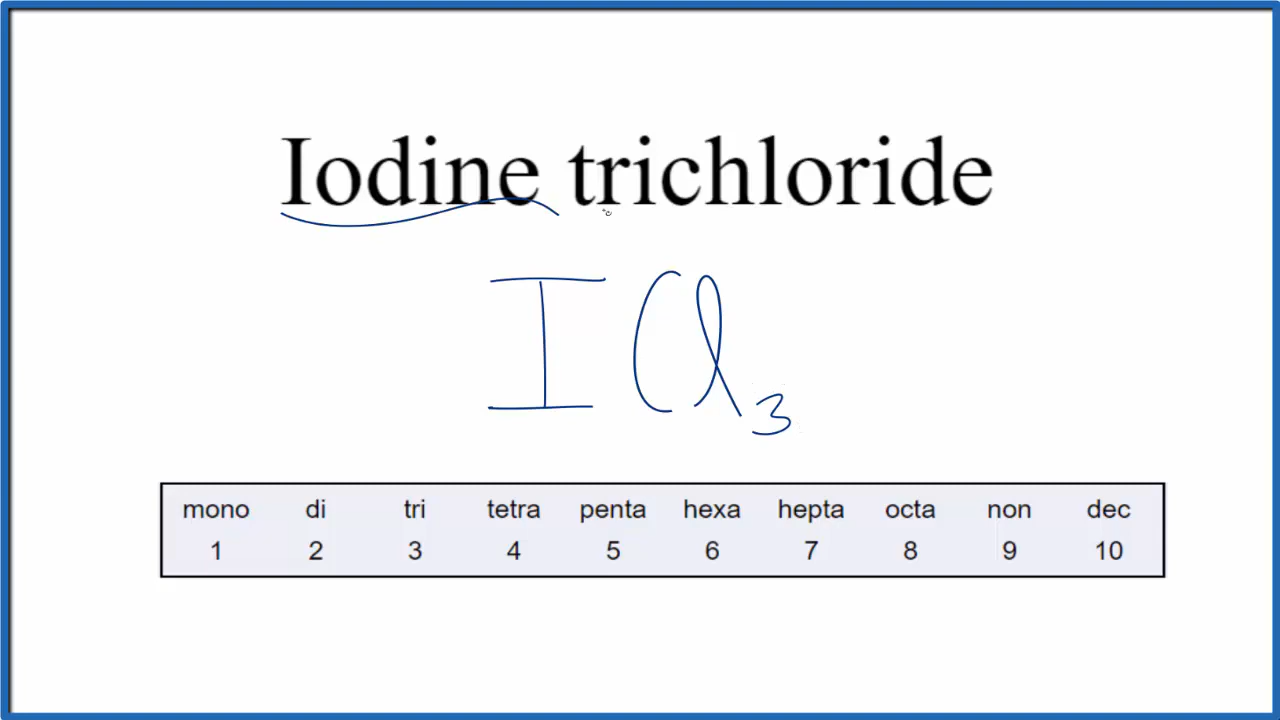 Iodine trichloride
ICl₃
mono di tri tetra penta hexa hepta octa non dec
1 2 3 4 5 6 7 8 9 10